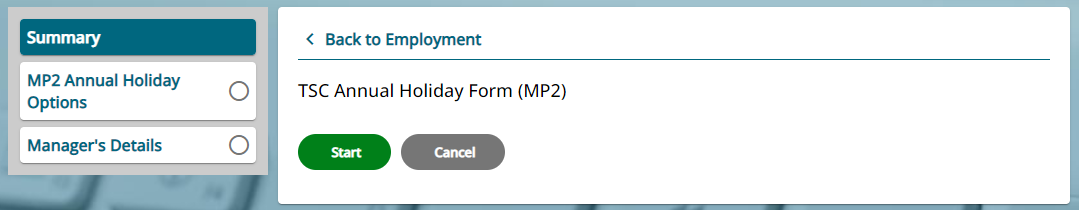 Summary
MP2 Annual Holiday
Options
Manager's Details
Back to Employment
TSC Annual Holiday Form (MP2)
Start
Cancel